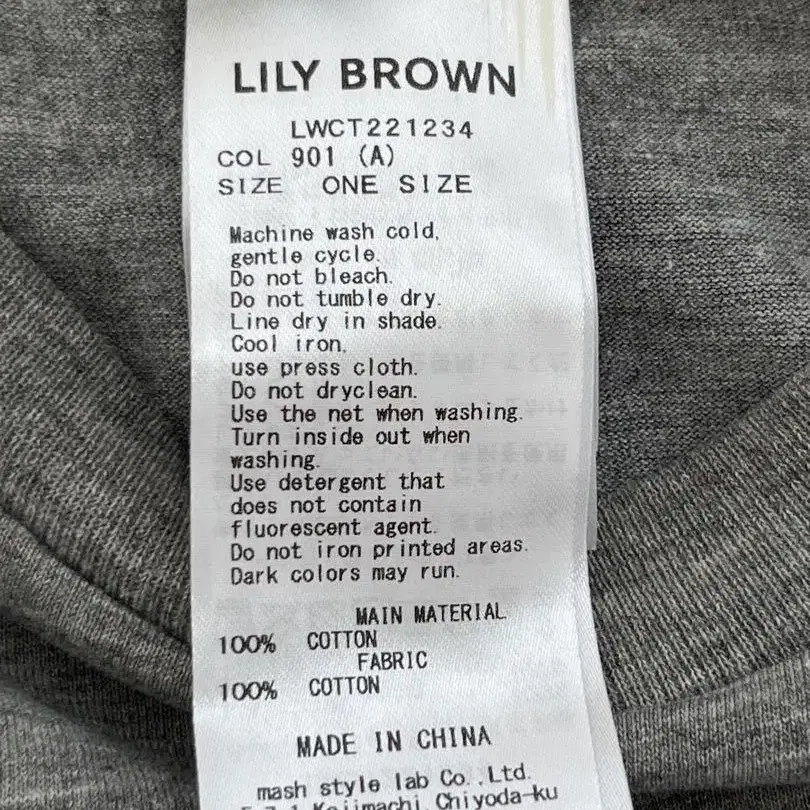 LILY BROWN
LWCT221234
COL 901 (A)
SIZE ONE SIZE
Machine wash cold,
gentle cycle.
Do not bleach.
Do not tumble dry.
Line dry in shade.
Cool iron,
use press cloth.
Do not dryclean.
Use the net when washing.
Turn inside out when
washing.
Use detergent that
does not contain
fluorescent agent.
Do not iron printed areas.
Dark colors may run.
MAIN MATERIAL
100% COTTON
FABRIC
100% COTTON
MADE IN CHINA
mash style lab Co.,Ltd.
Kojimachi, Chiyoda-ku